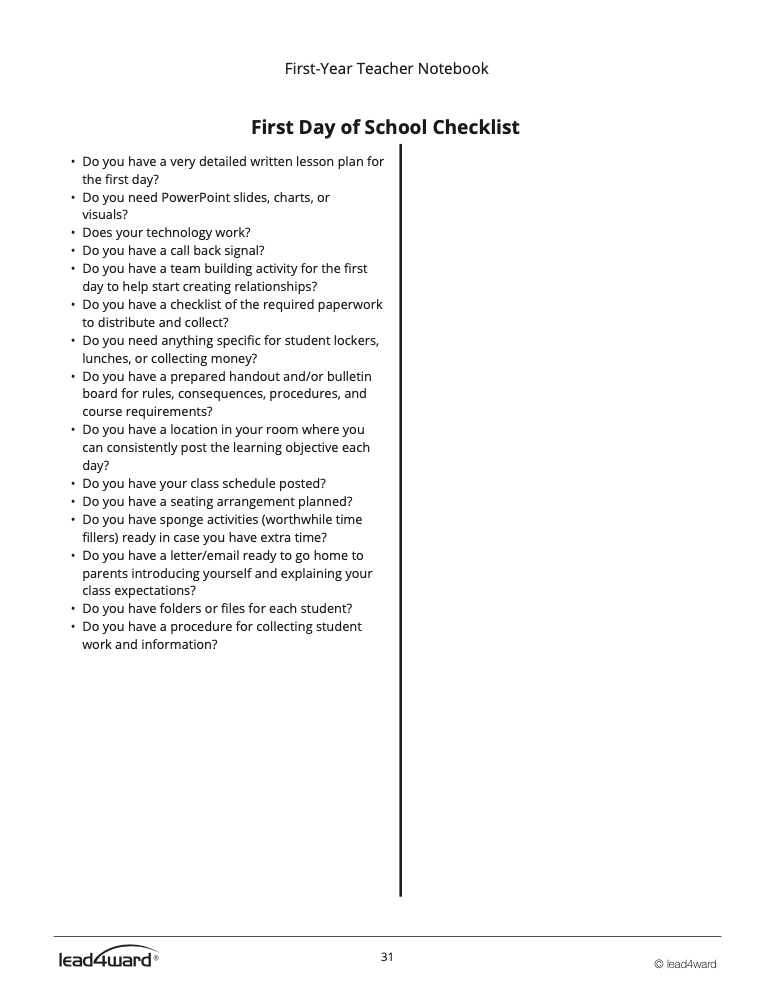 First-Year Teacher Notebook
First Day of School Checklist
• Do you have a very detailed written lesson plan for
the first day?
• Do you need PowerPoint slides, charts, or
visuals?
• Does your technology work?
• Do you have a call back signal?
• Do you have a team building activity for the first
day to help start creating relationships?
• Do you have a checklist of the required paperwork
to distribute and collect?
• Do you need anything specific for student lockers,
lunches, or collecting money?
• Do you have a prepared handout and/or bulletin
board for rules, consequences, procedures, and
course requirements?
• Do you have a location in your room where you
can consistently post the learning objective each
day?
• Do you have your class schedule posted?
• Do you have a seating arrangement planned?
• Do you have sponge activities (worthwhile time
fillers) ready in case you have extra time?
• Do you have a letter/email ready to go home to
parents introducing yourself and explaining your
class expectations?
• Do you have folders or files for each student?
• Do you have a procedure for collecting student
work and information?
lead4ward®
31
© lead4ward